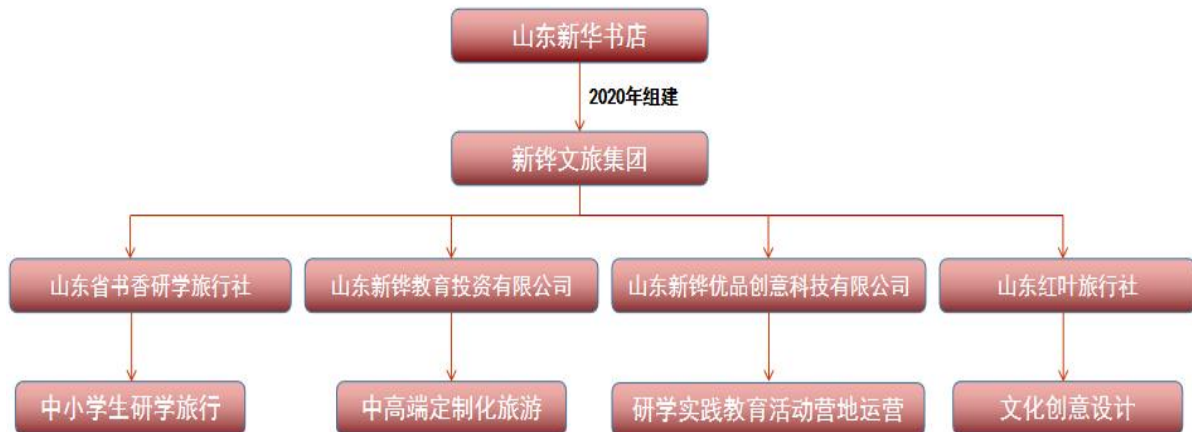 山东新华书店
2020年组建
新铧文旅集团
山东省书香研学旅行社
山东新铧教育投资有限公司
山东新铧优品创意科技有限公司
山东红叶旅行社
中小学生研学旅行
中高端定制化旅游
研学实践教育活动营地运营
文化创意设计